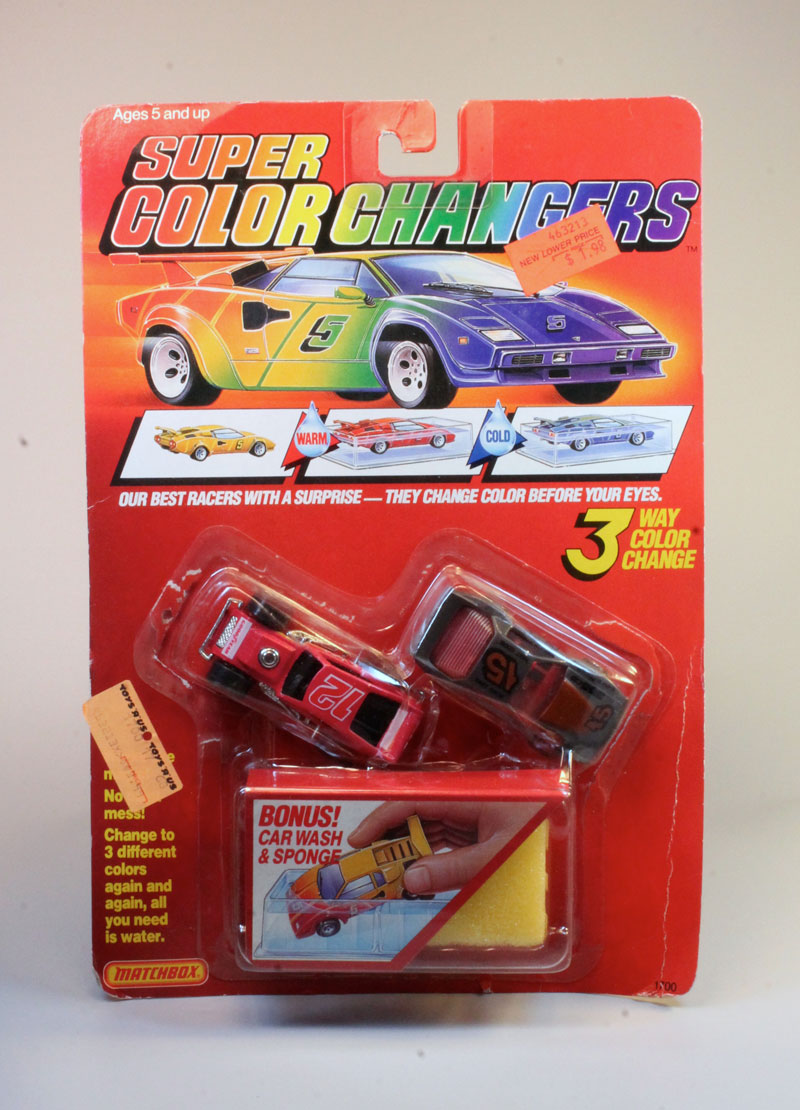 Ages 5 and up
SUPER
COLOR CHANGERS
TM
463213
NEW LOWER PRICE
$ 1.98
5
5
WARM
COLD
OUR BEST RACERS WITH A SURPRISE — THEY CHANGE COLOR BEFORE YOUR EYES.
3 WAY
COLOR
CHANGE
12
15
15
TOYS "R" US TOYS "R" US
No
mess!
Change to
3 different
colors
again and
again, all
you need
is water.
BONUS!
CAR WASH
& SPONGE
MATCHBOX